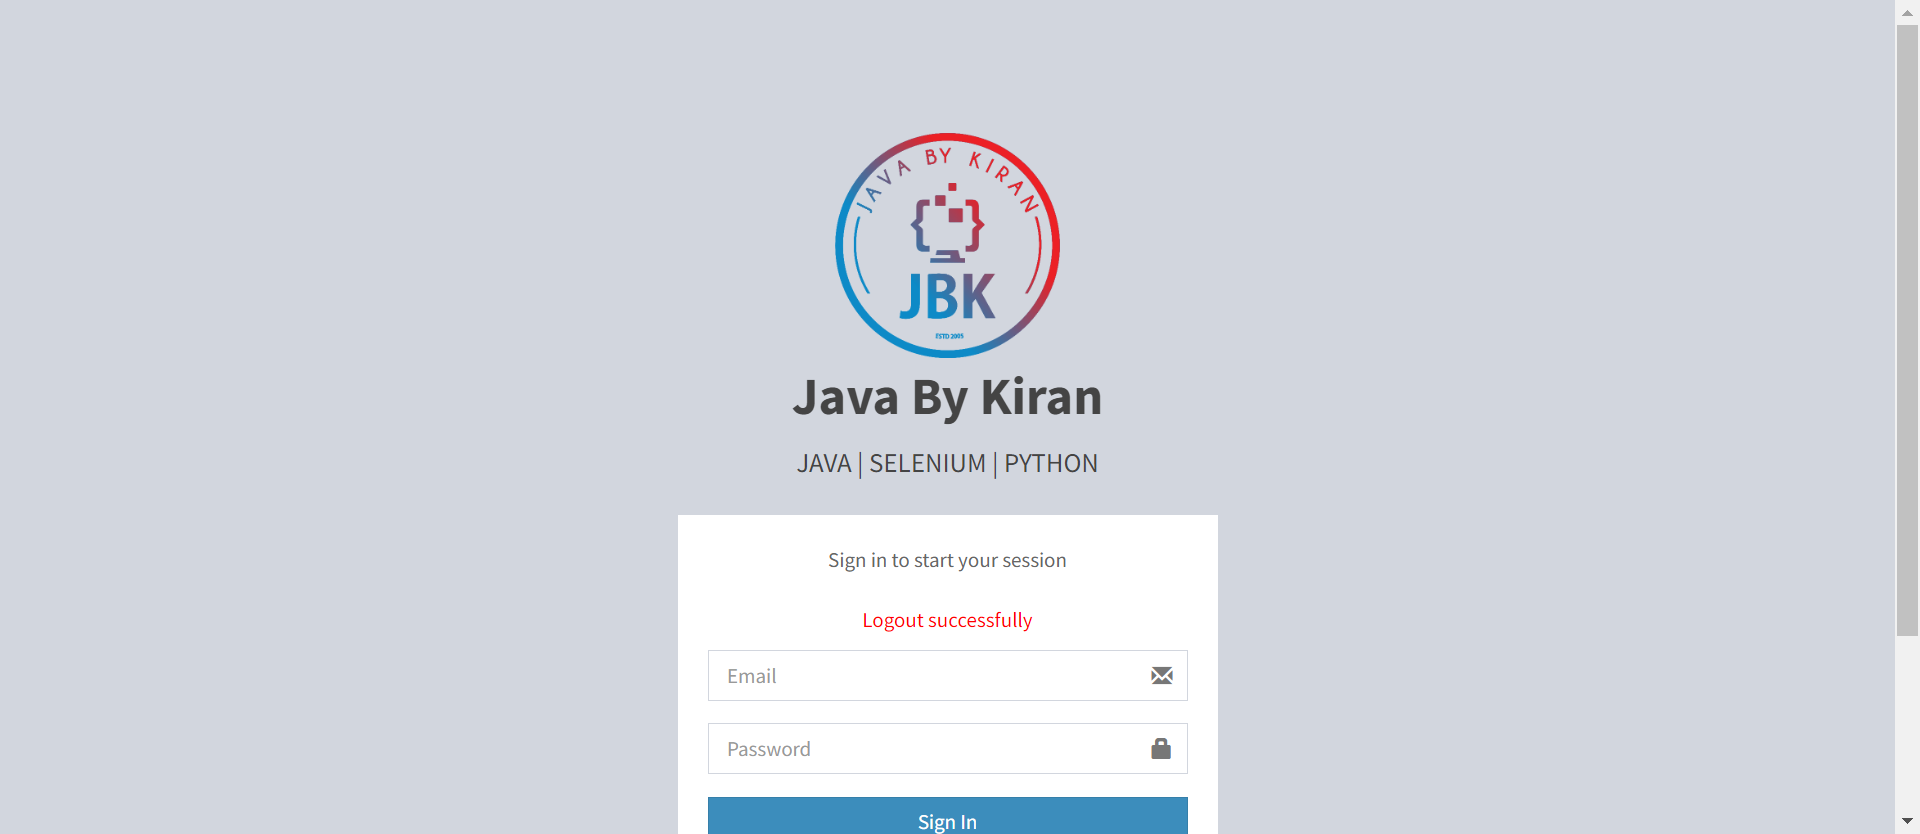 JAVA BY KIRAN
JBK
ESTD 2005
Java By Kiran
JAVA | SELENIUM | PYTHON
Sign in to start your session
Logout successfully
Email
Password
Sign In